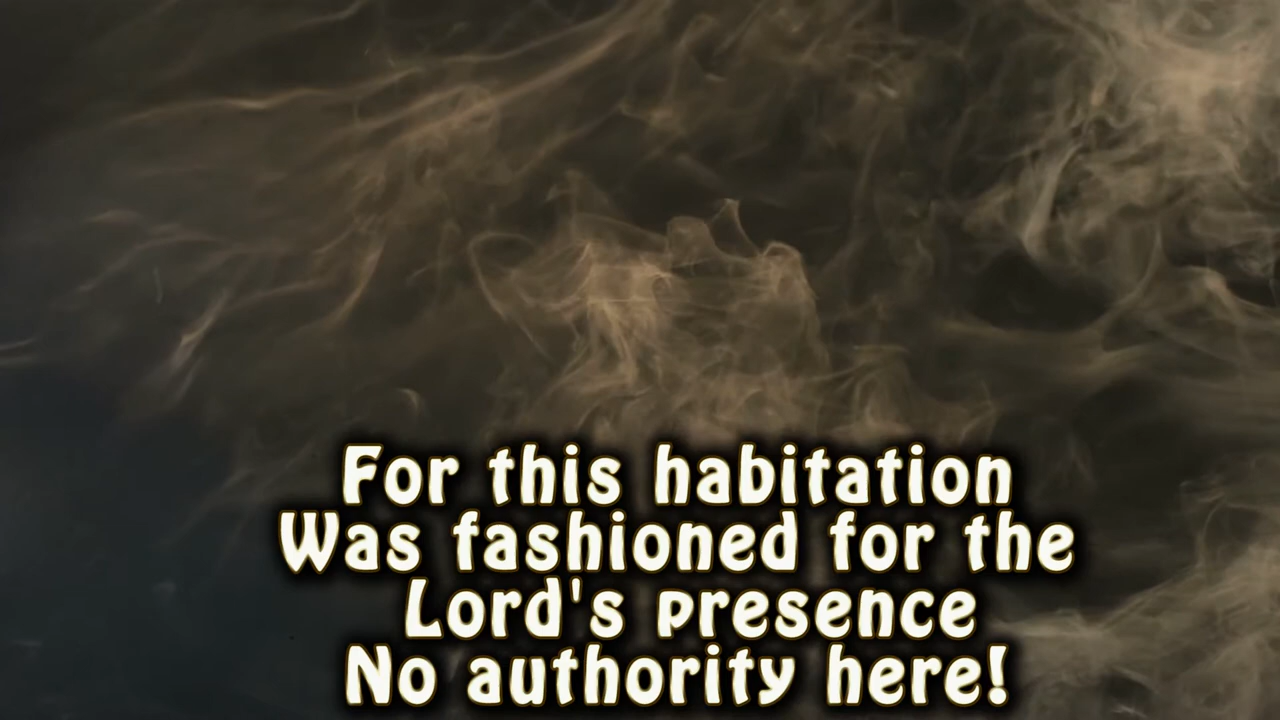 For this habitation
Was fashioned for the
Lord's presence
No authority here!